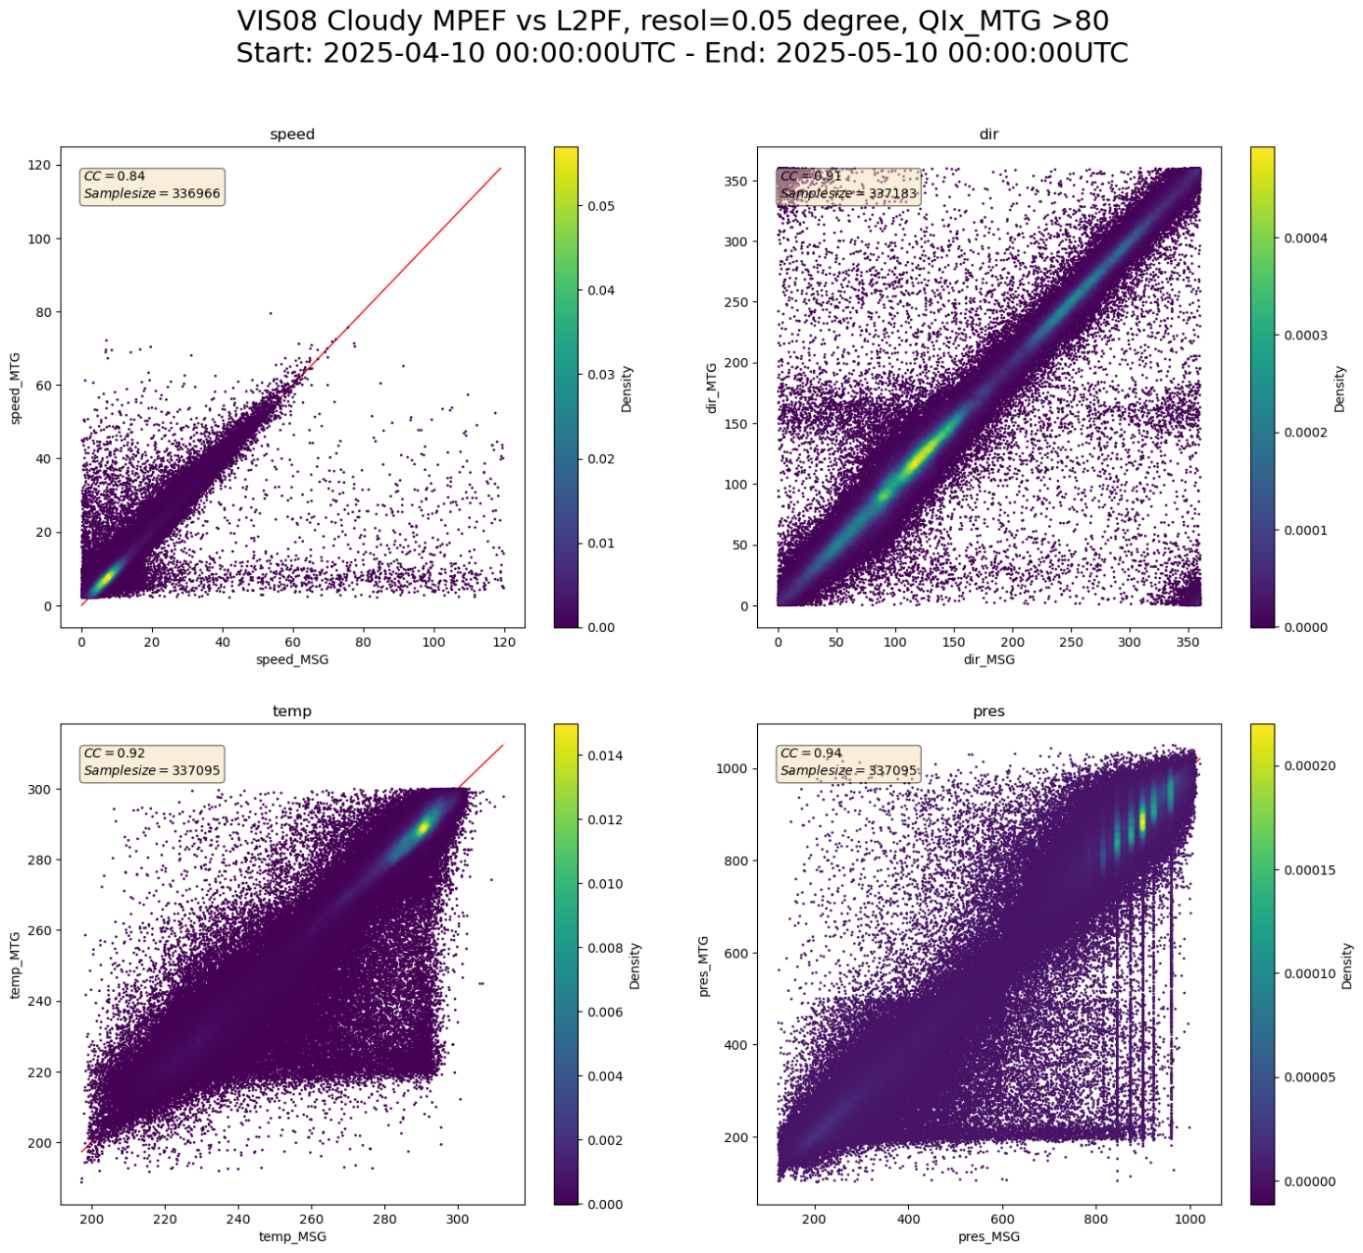 VIS08 Cloudy MPEF vs L2PF, resol=0.05 degree, QIx_MTG >80
Start: 2025-04-10 00:00:00UTC - End: 2025-05-10 00:00:00UTC
speed
CC = 0.84
Samplesize = 336966
120
100
80
60
40
20
0
speed_MTG
0 20 40 60 80 100 120
speed_MSG
0.05
0.04
0.03
0.02
0.01
0.00
Density
dir
CC = 0.91
Samplesize = 337183
350
300
250
200
150
100
50
0
dir_MTG
0 50 100 150 200 250 300 350
dir_MSG
0.0004
0.0003
0.0002
0.0001
0.0000
Density
temp
CC = 0.92
Samplesize = 337095
300
280
260
240
220
200
temp_MTG
200 220 240 260 280 300
temp_MSG
0.014
0.012
0.010
0.008
0.006
0.004
0.002
0.000
Density
pres
CC = 0.94
Samplesize = 337095
1000
800
600
400
200
pres_MTG
200 400 600 800 1000
pres_MSG
0.00020
0.00015
0.00010
0.00005
0.00000
Density